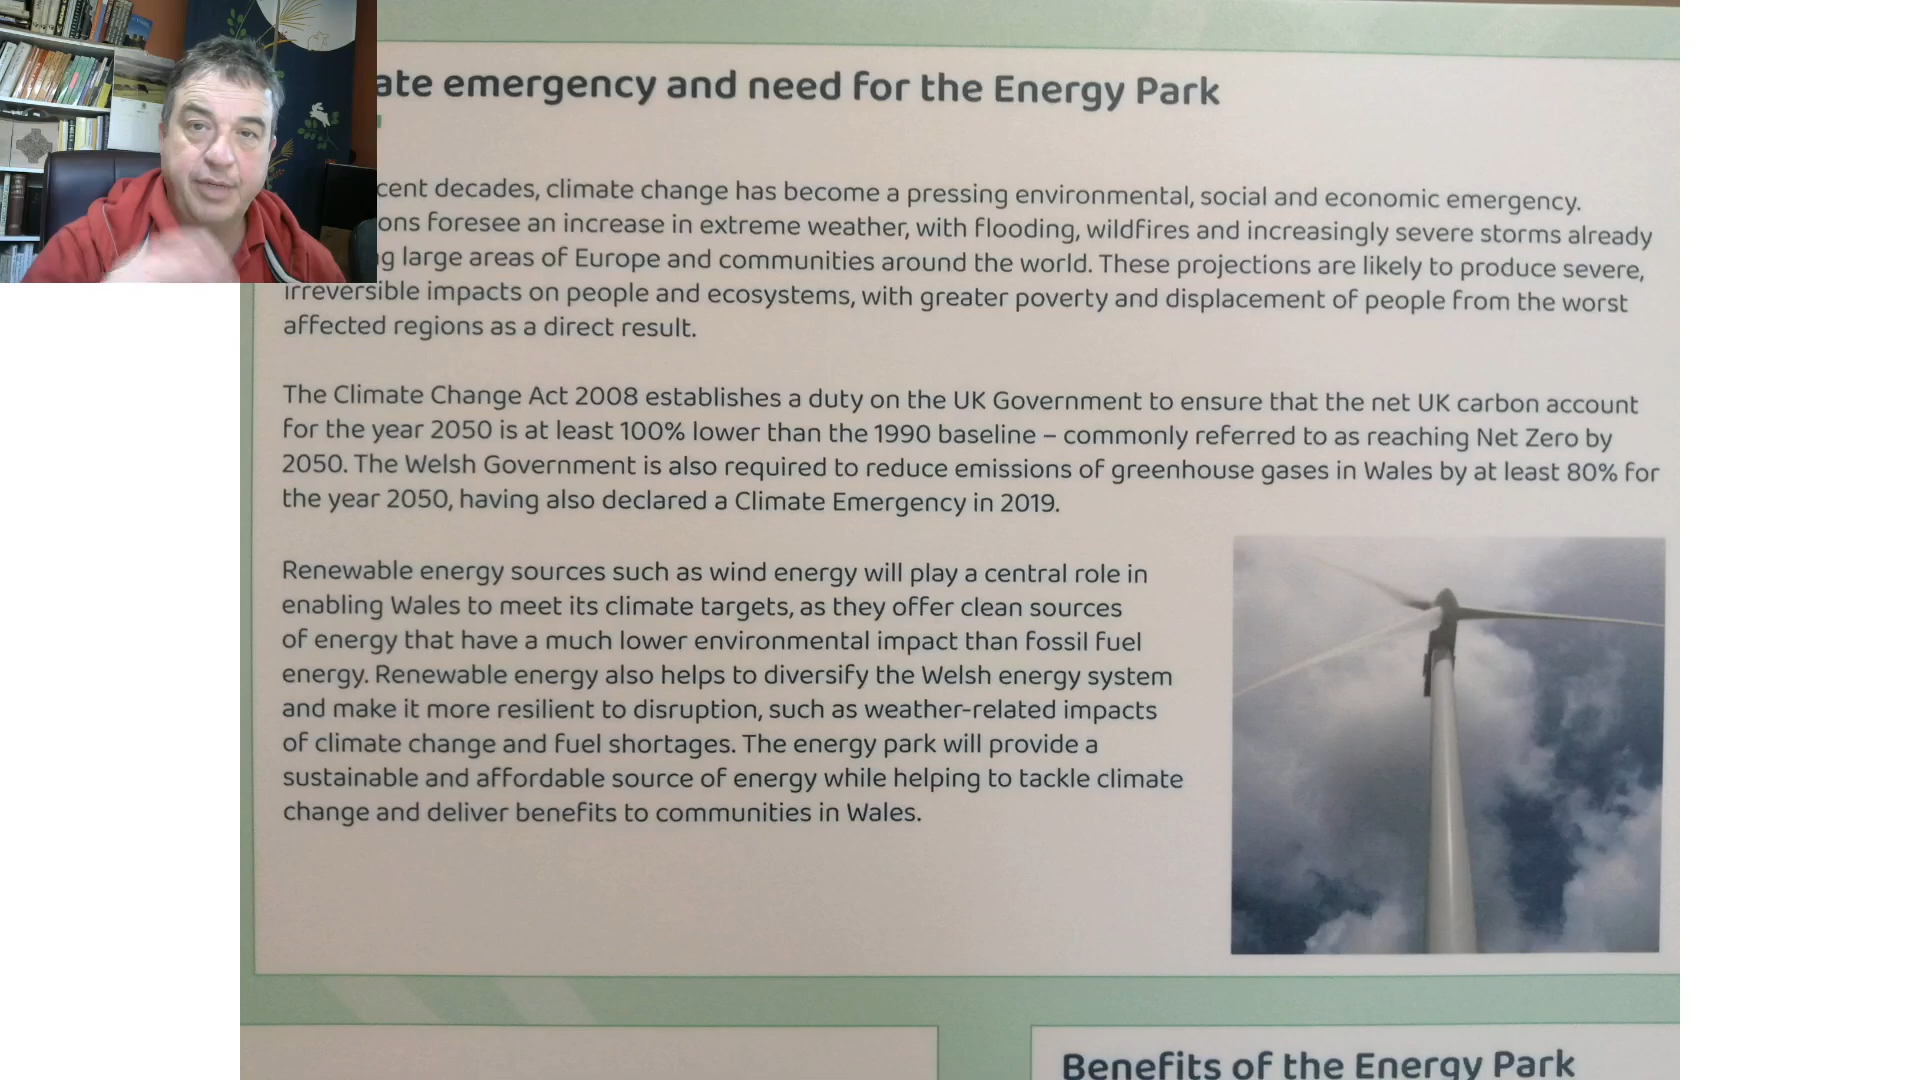 ate emergency and need for the Energy Park
cent decades, climate change has become a pressing environmental, social and economic emergency.
ons foresee an increase in extreme weather, with flooding, wildfires and increasingly severe storms already
g large areas of Europe and communities around the world. These projections are likely to produce severe,
irreversible impacts on people and ecosystems, with greater poverty and displacement of people from the worst
affected regions as a direct result.
The Climate Change Act 2008 establishes a duty on the UK Government to ensure that the net UK carbon account
for the year 2050 is at least 100% lower than the 1990 baseline – commonly referred to as reaching Net Zero by
2050. The Welsh Government is also required to reduce emissions of greenhouse gases in Wales by at least 80% for
the year 2050, having also declared a Climate Emergency in 2019.
Renewable energy sources such as wind energy will play a central role in
enabling Wales to meet its climate targets, as they offer clean sources
of energy that have a much lower environmental impact than fossil fuel
energy. Renewable energy also helps to diversify the Welsh energy system
and make it more resilient to disruption, such as weather-related impacts
of climate change and fuel shortages. The energy park will provide a
sustainable and affordable source of energy while helping to tackle climate
change and deliver benefits to communities in Wales.
Benefits of the Energy Park